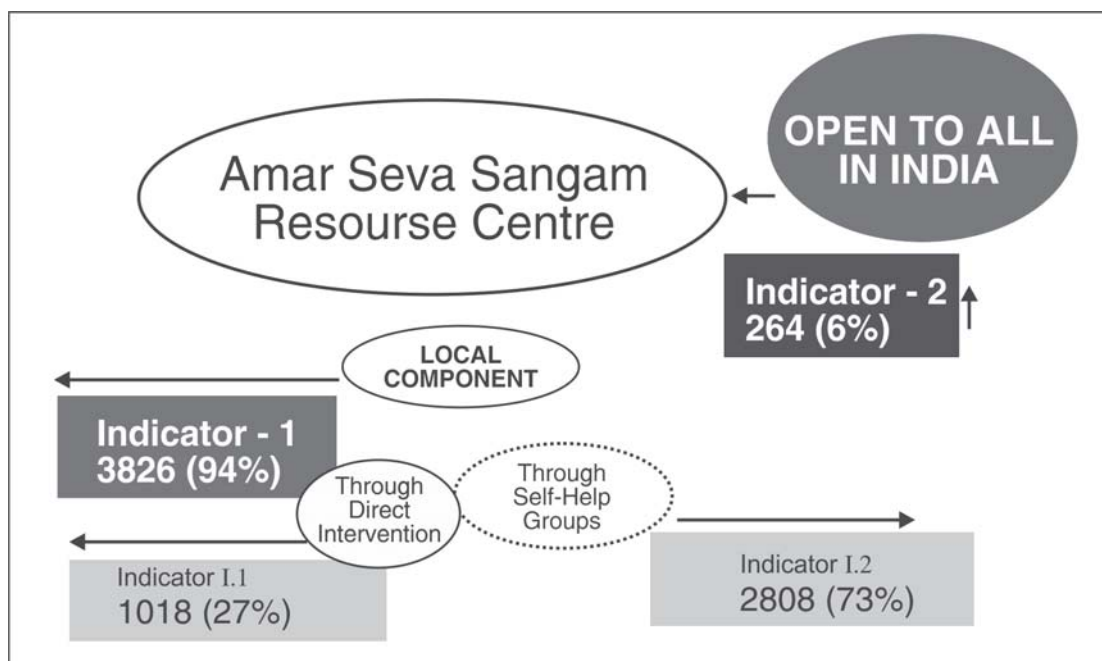 Amar Seva Sangam
Resourse Centre
OPEN TO ALL
IN INDIA
Indicator - 2
264 (6%)
LOCAL
COMPONENT
Indicator - 1
3826 (94%)
Through
Direct
Intervention
Through
Self-Help
Groups
Indicator I.1
1018 (27%)
Indicator I.2
2808 (73%)